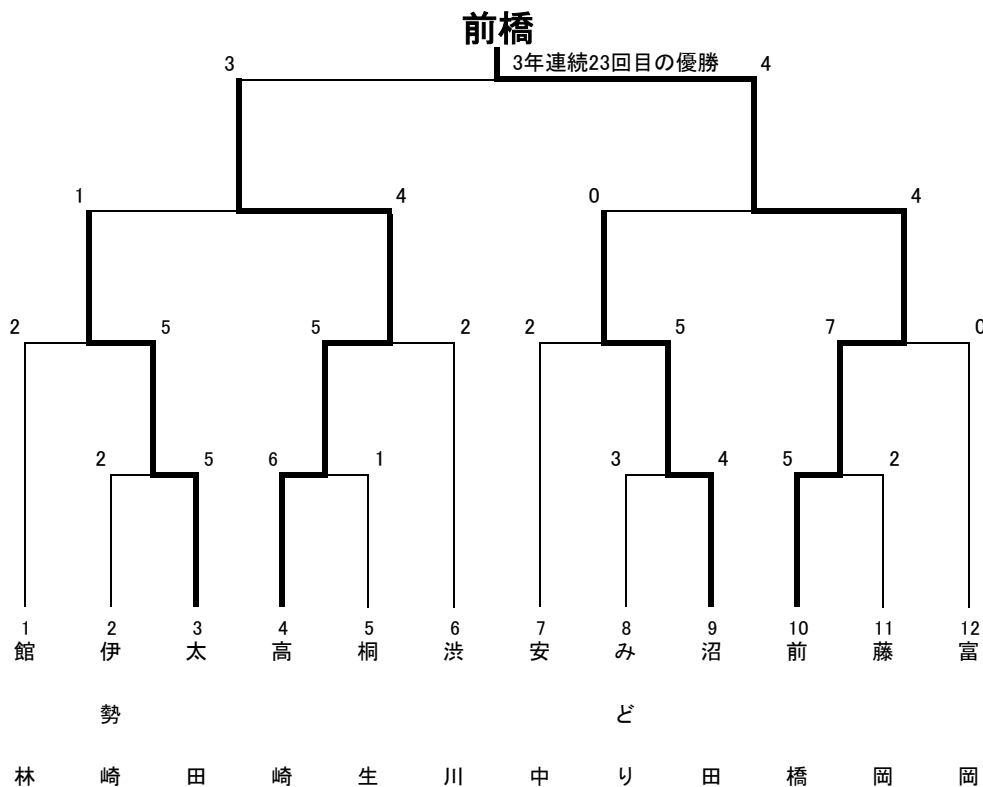 前橋
3年連続23回目の優勝
3 4
1 4 0 4
2 5 5 2 2 5 7 0
2 5 6 1 3 4 5 2
1 2 3 4 5 6 7 8 9 10 11 12
館林
伊勢崎
太田
高崎
桐生
渋川
安中
みどり
沼田
前橋
藤岡
富岡